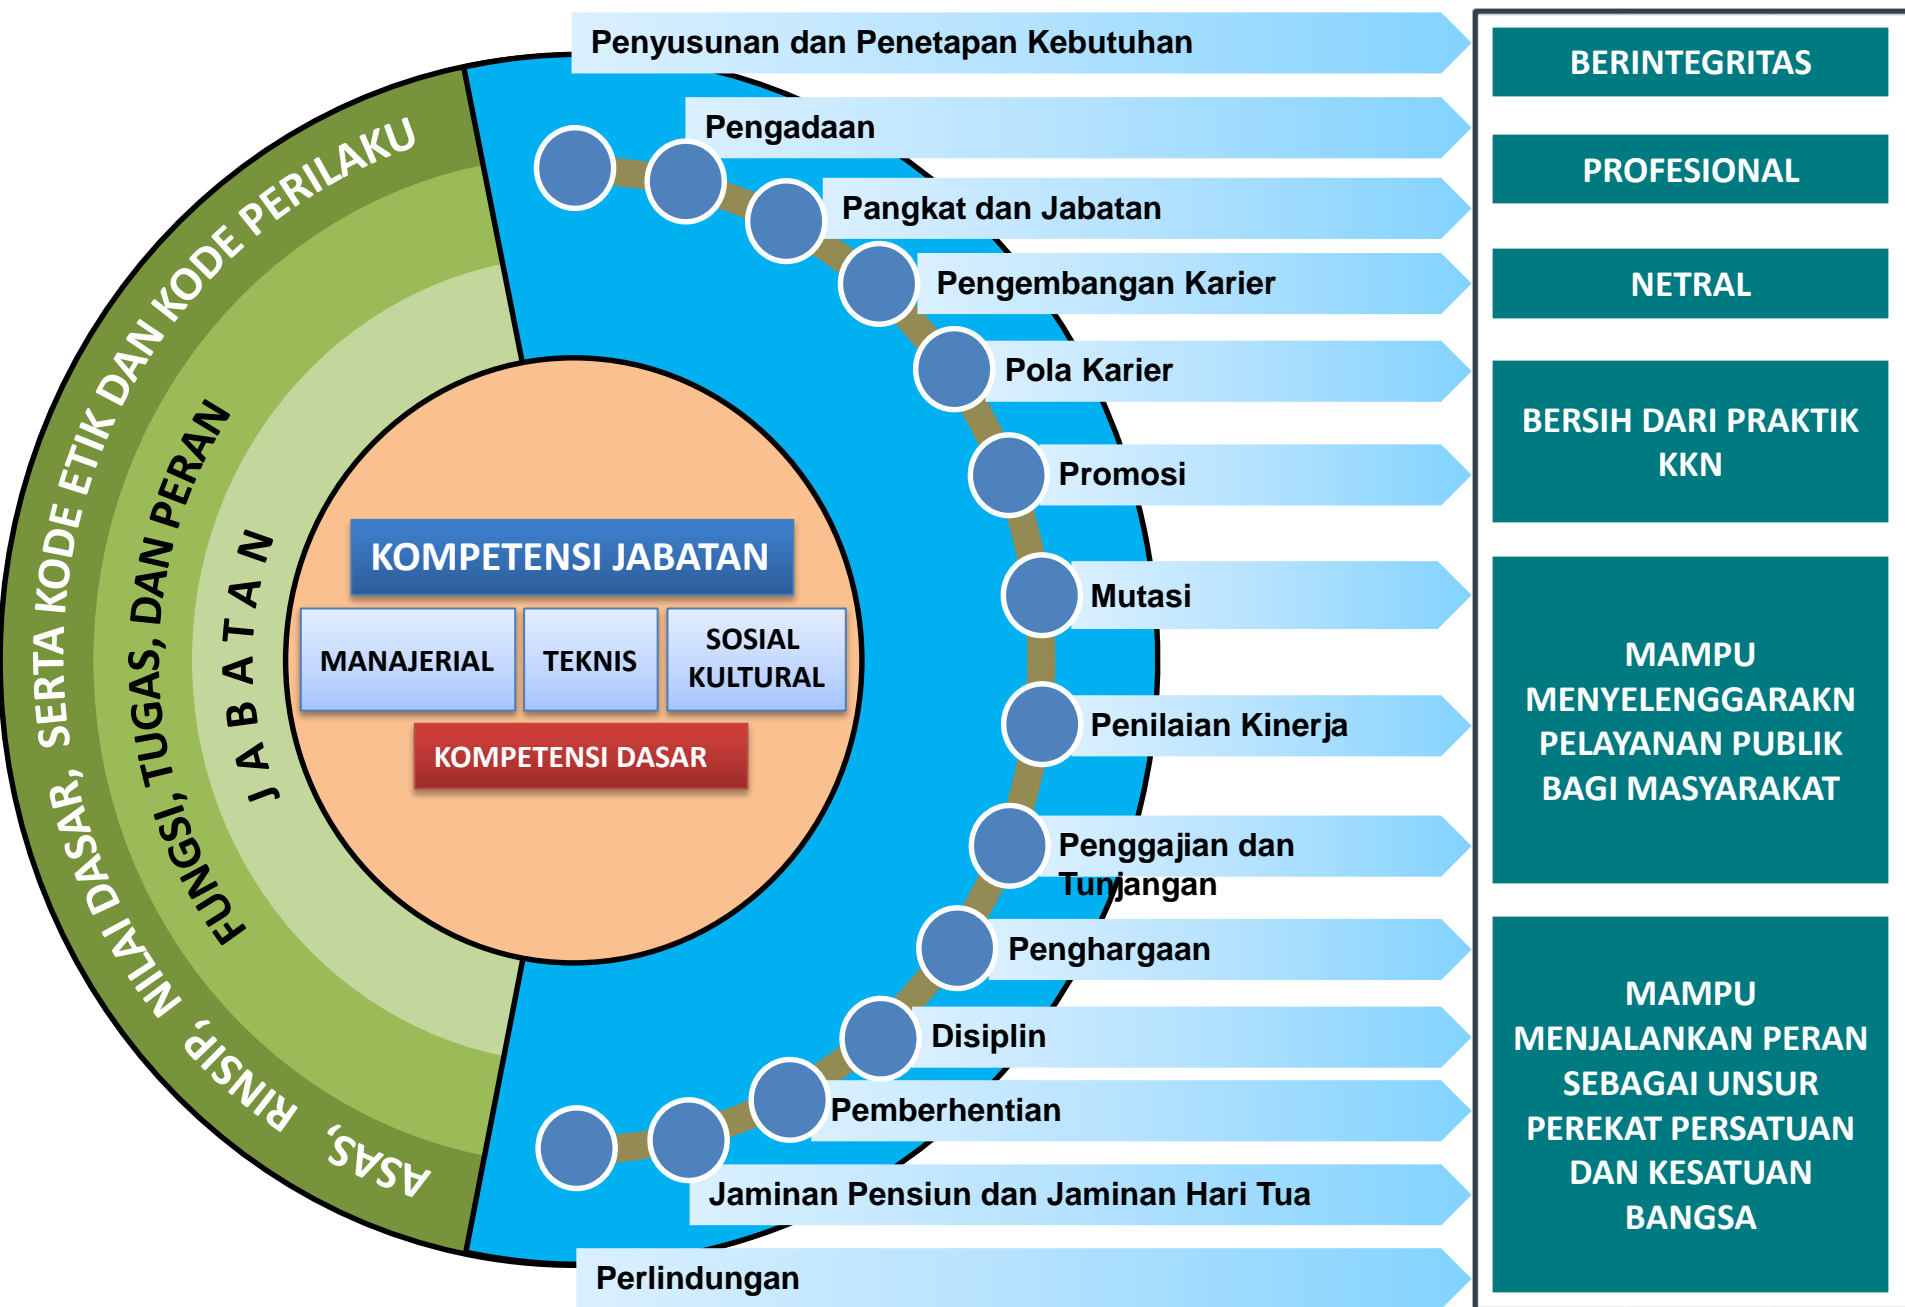 ASAS, RINSIP, NILAI DASAR, SERTA KODE ETIK DAN KODE PERILAKU
FUNGSI, TUGAS, DAN PERAN
JABATAN
KOMPETENSI JABATAN
MANAJERIAL
TEKNIS
SOSIAL
KULTURAL
KOMPETENSI DASAR
Penyusunan dan Penetapan Kebutuhan
Pengadaan
Pangkat dan Jabatan
Pengembangan Karier
Pola Karier
Promosi
Mutasi
Penilaian Kinerja
Penggajian dan
Tunjangan
Penghargaan
Disiplin
Pemberhentian
Jaminan Pensiun dan Jaminan Hari Tua
Perlindungan
BERINTEGRITAS
PROFESIONAL
NETRAL
BERSIH DARI PRAKTIK
KKN
MAMPU
MENYELENGGARAKN
PELAYANAN PUBLIK
BAGI MASYARAKAT
MAMPU
MENJALANKAN PERAN
SEBAGAI UNSUR
PEREKAT PERSATUAN
DAN KESATUAN
BANGSA